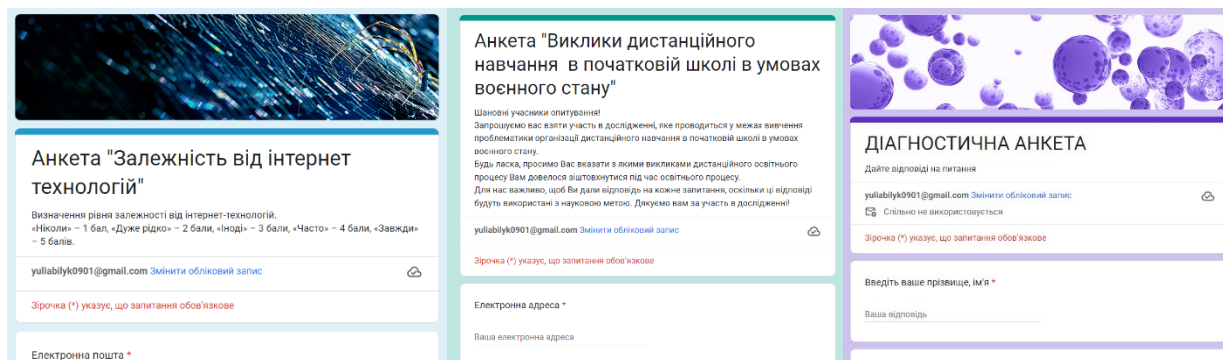 Анкета "Залежність від інтернет
технологій"
Визначення рівня залежності від інтернет-технологій.
«Ніколи» – 1 бал, «Дуже рідко» – 2 бали, «Іноді» – 3 бали, «Часто» – 4 бали, «Завжди»
– 5 балів.
yuliabilyk0901@gmail.com Змінити обліковий запис
Зірочка (*) указує, що запитання обов'язкове
Електронна пошта *
Анкета "Виклики дистанційного
навчання в початковій школі в умовах
воєнного стану"
Шановні учасники опитування!
Запрошуємо вас взяти участь в дослідженні, яке проводиться у межах вивчення
проблематики організації дистанційного навчання в початковій школі в умовах
воєнного стану.
Будь ласка, просимо Вас вказати з якими викликами дистанційного освітнього
процесу Вам довелося зіштовхнутися під час освітнього процесу.
Для нас важливо, щоб Ви дали відповідь на кожне запитання, оскільки ці відповіді
будуть використані з науковою метою. Дякуємо вам за участь в дослідженні!
yuliabilyk0901@gmail.com Змінити обліковий запис
Зірочка (*) указує, що запитання обов'язкове
Електронна адреса *
Ваша електронна адреса
ДІАГНОСТИЧНА АНКЕТА
Дайте відповіді на питання
yuliabilyk0901@gmail.com Змінити обліковий запис
Спільно не використовується
Зірочка (*) указує, що запитання обов'язкове
Введіть ваше прізвище, ім'я *
Ваша відповідь